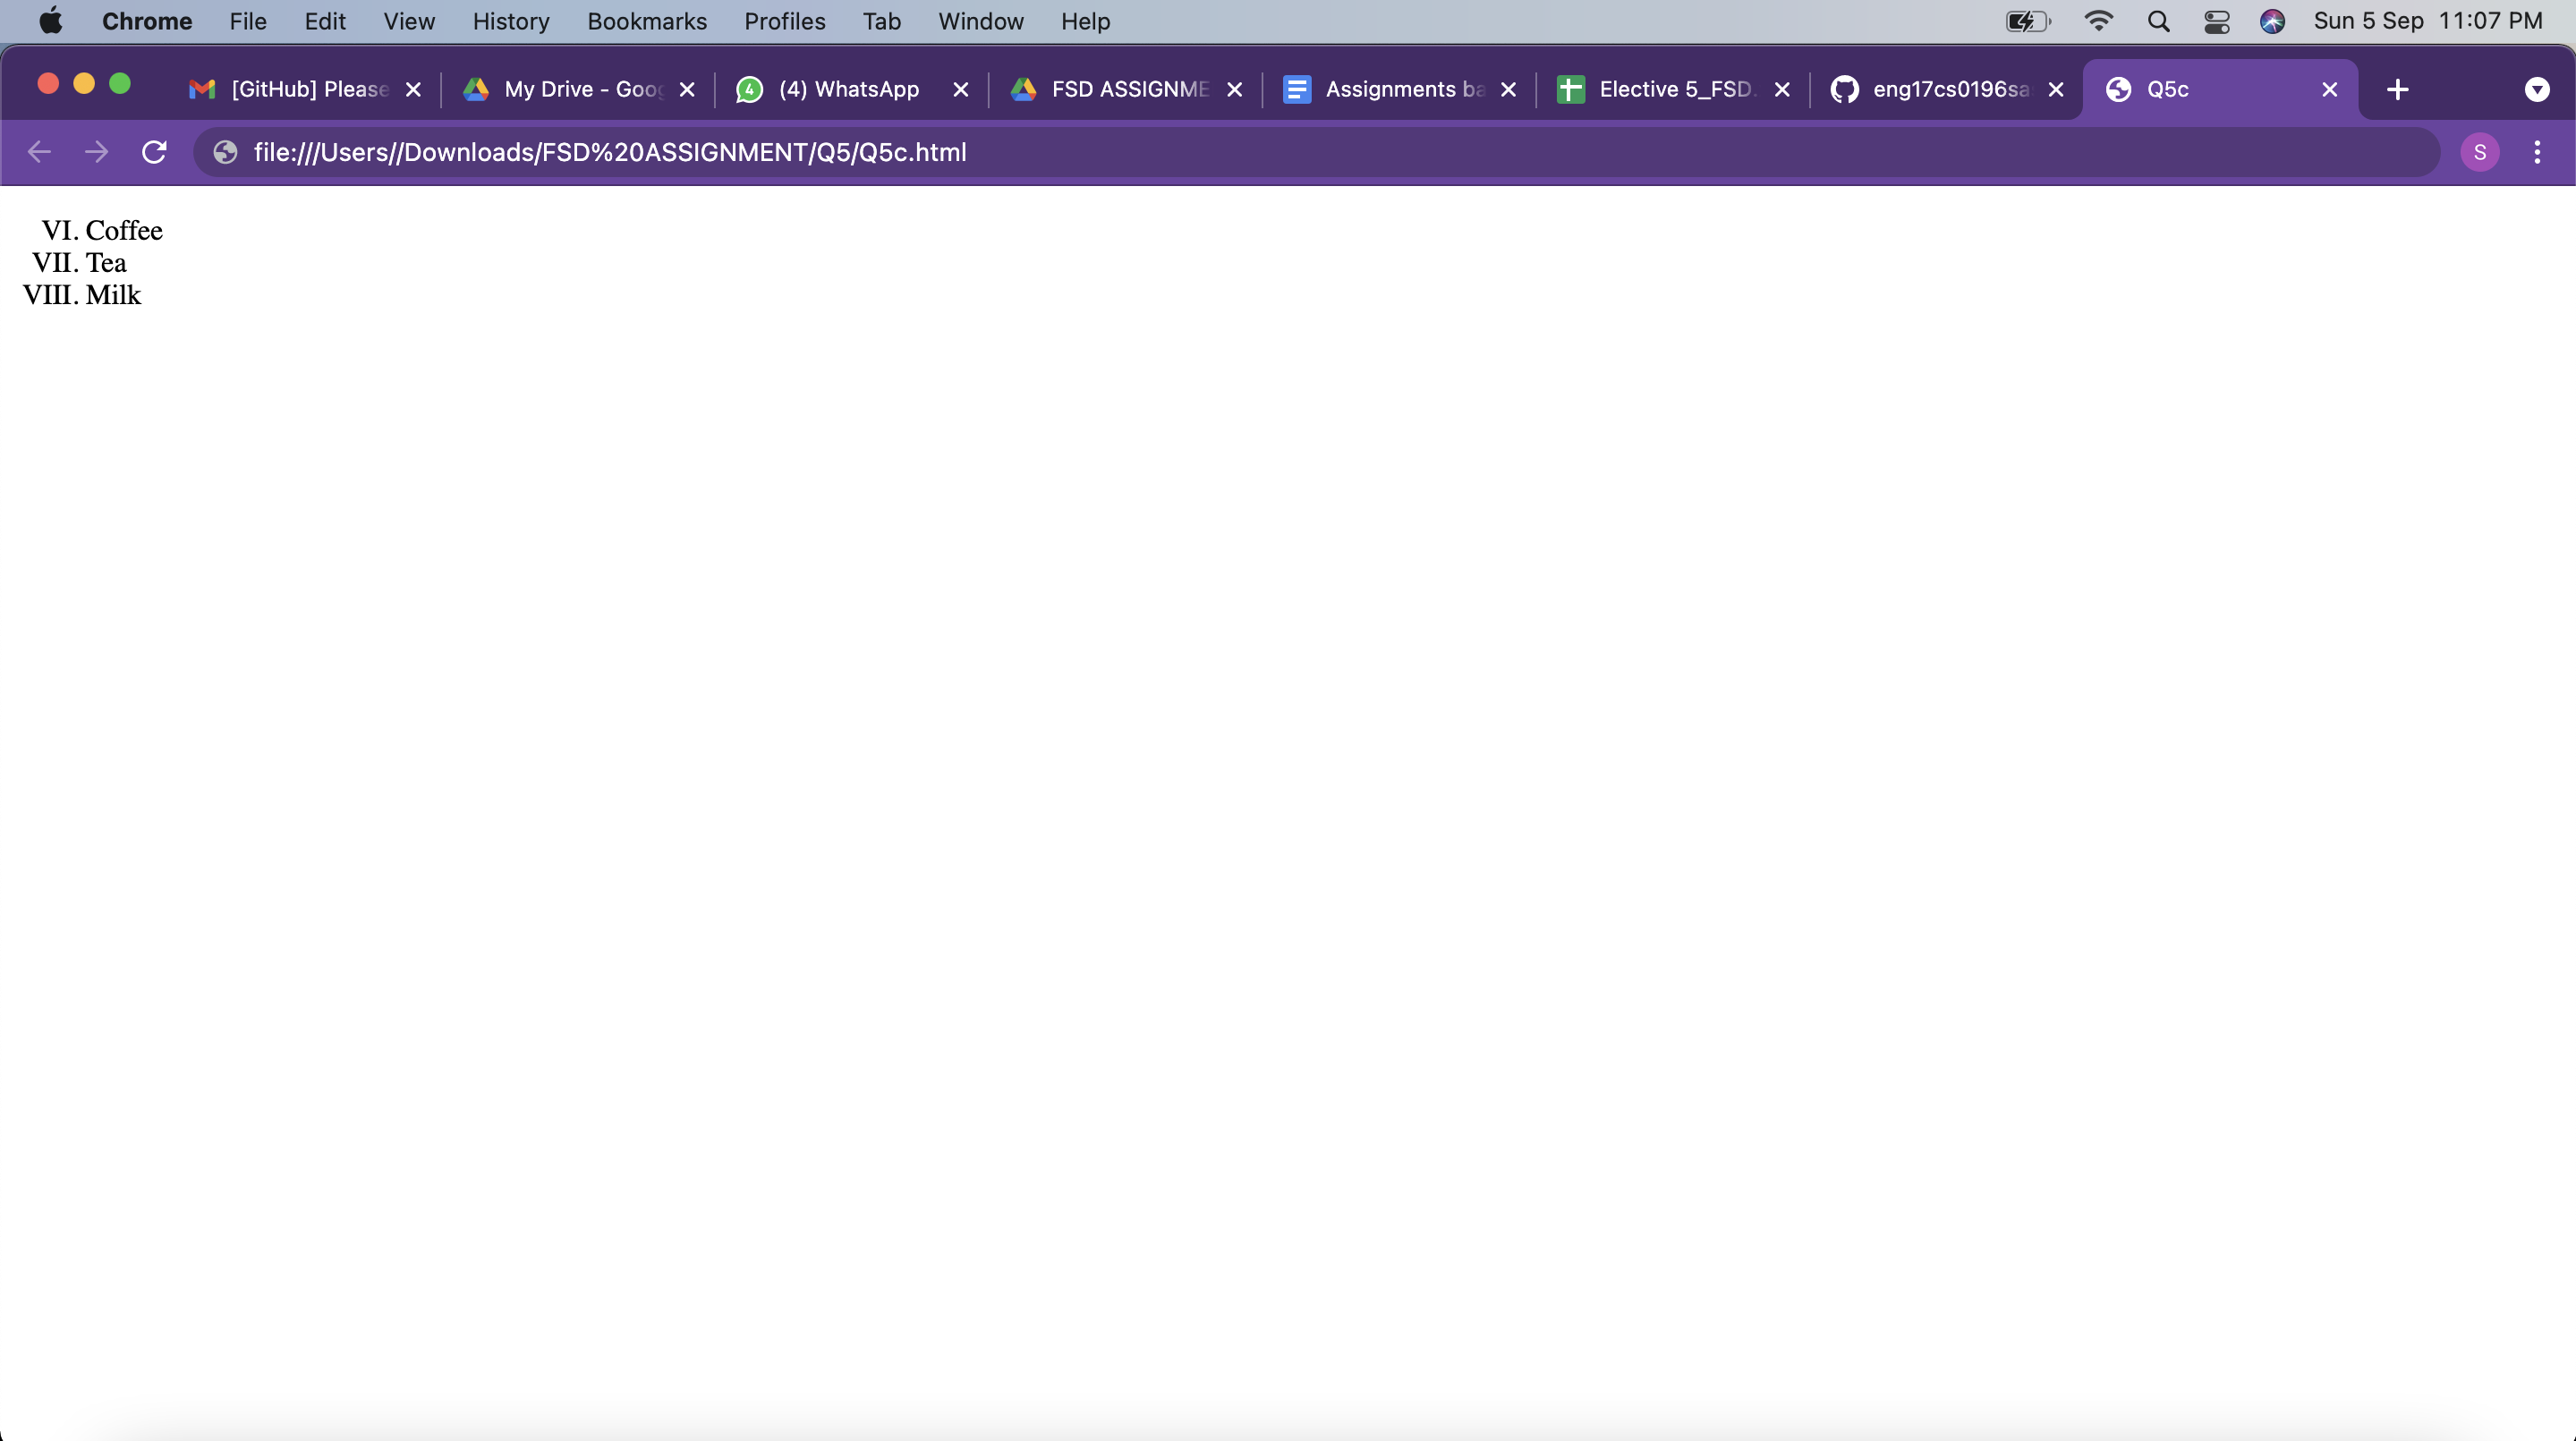 Chrome File Edit View History Bookmarks Profiles Tab Window Help Sun 5 Sep 11:07 PM
[GitHub] Please My Drive - Goog 4 (4) WhatsApp FSD ASSIGNME Assignments ba Elective 5_FSD. eng17cs0196sa Q5c
file:///Users//Downloads/FSD%20ASSIGNMENT/Q5/Q5c.html S
VI. Coffee
VII. Tea
VIII. Milk